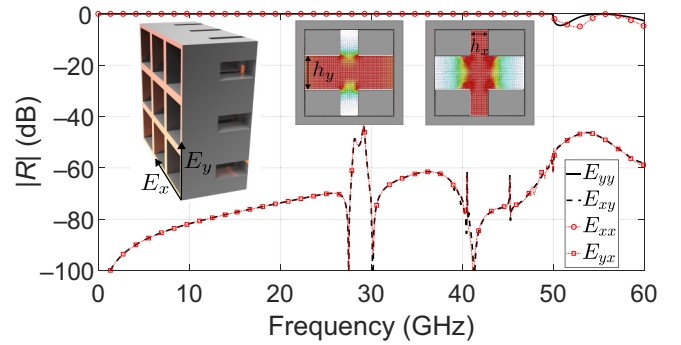 0
−20
−40
−60
−80
−100
|R| (dB)
E_x
E_y
h_y
h_x
E_yy
E_xy
E_xx
E_yx
0 10 20 30 40 50 60
Frequency (GHz)